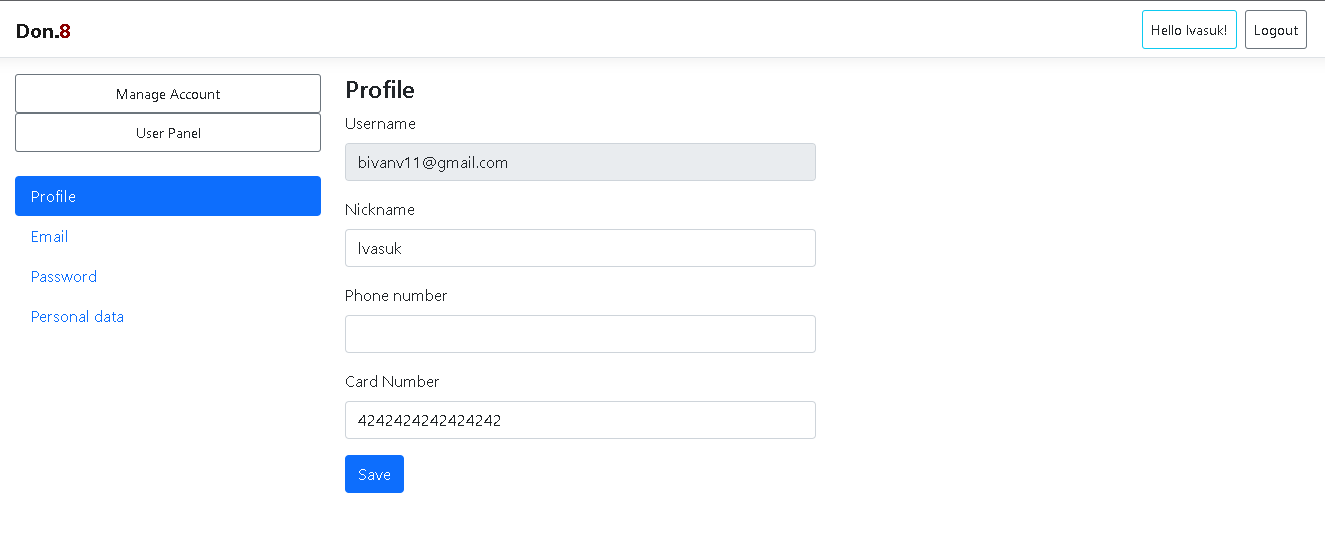 Don.8
Hello Ivasuk!
Logout
Manage Account
User Panel
Profile
Email
Password
Personal data
Profile
Username
bivanv11@gmail.com
Nickname
Ivasuk
Phone number
Card Number
4242424242424242
Save